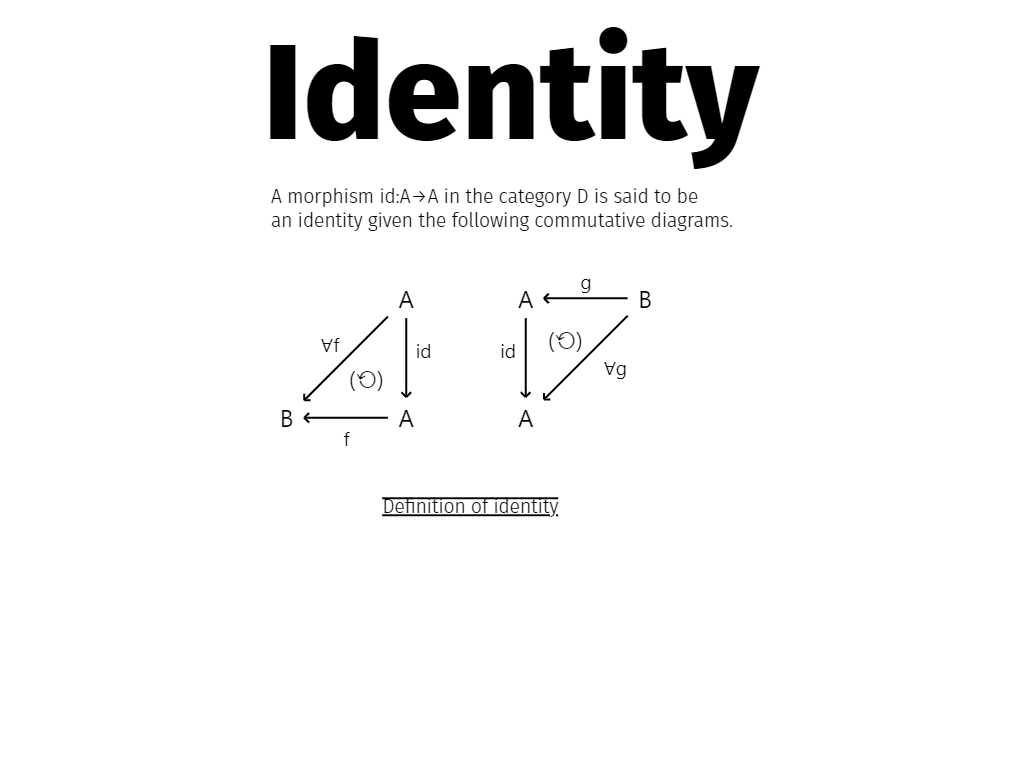 Identity
A morphism id:A→A in the category D is said to be
an identity given the following commutative diagrams.
A
∀f
id
(↺)
B
A
f
g
A
B
id
(↺)
∀g
A
Definition of identity